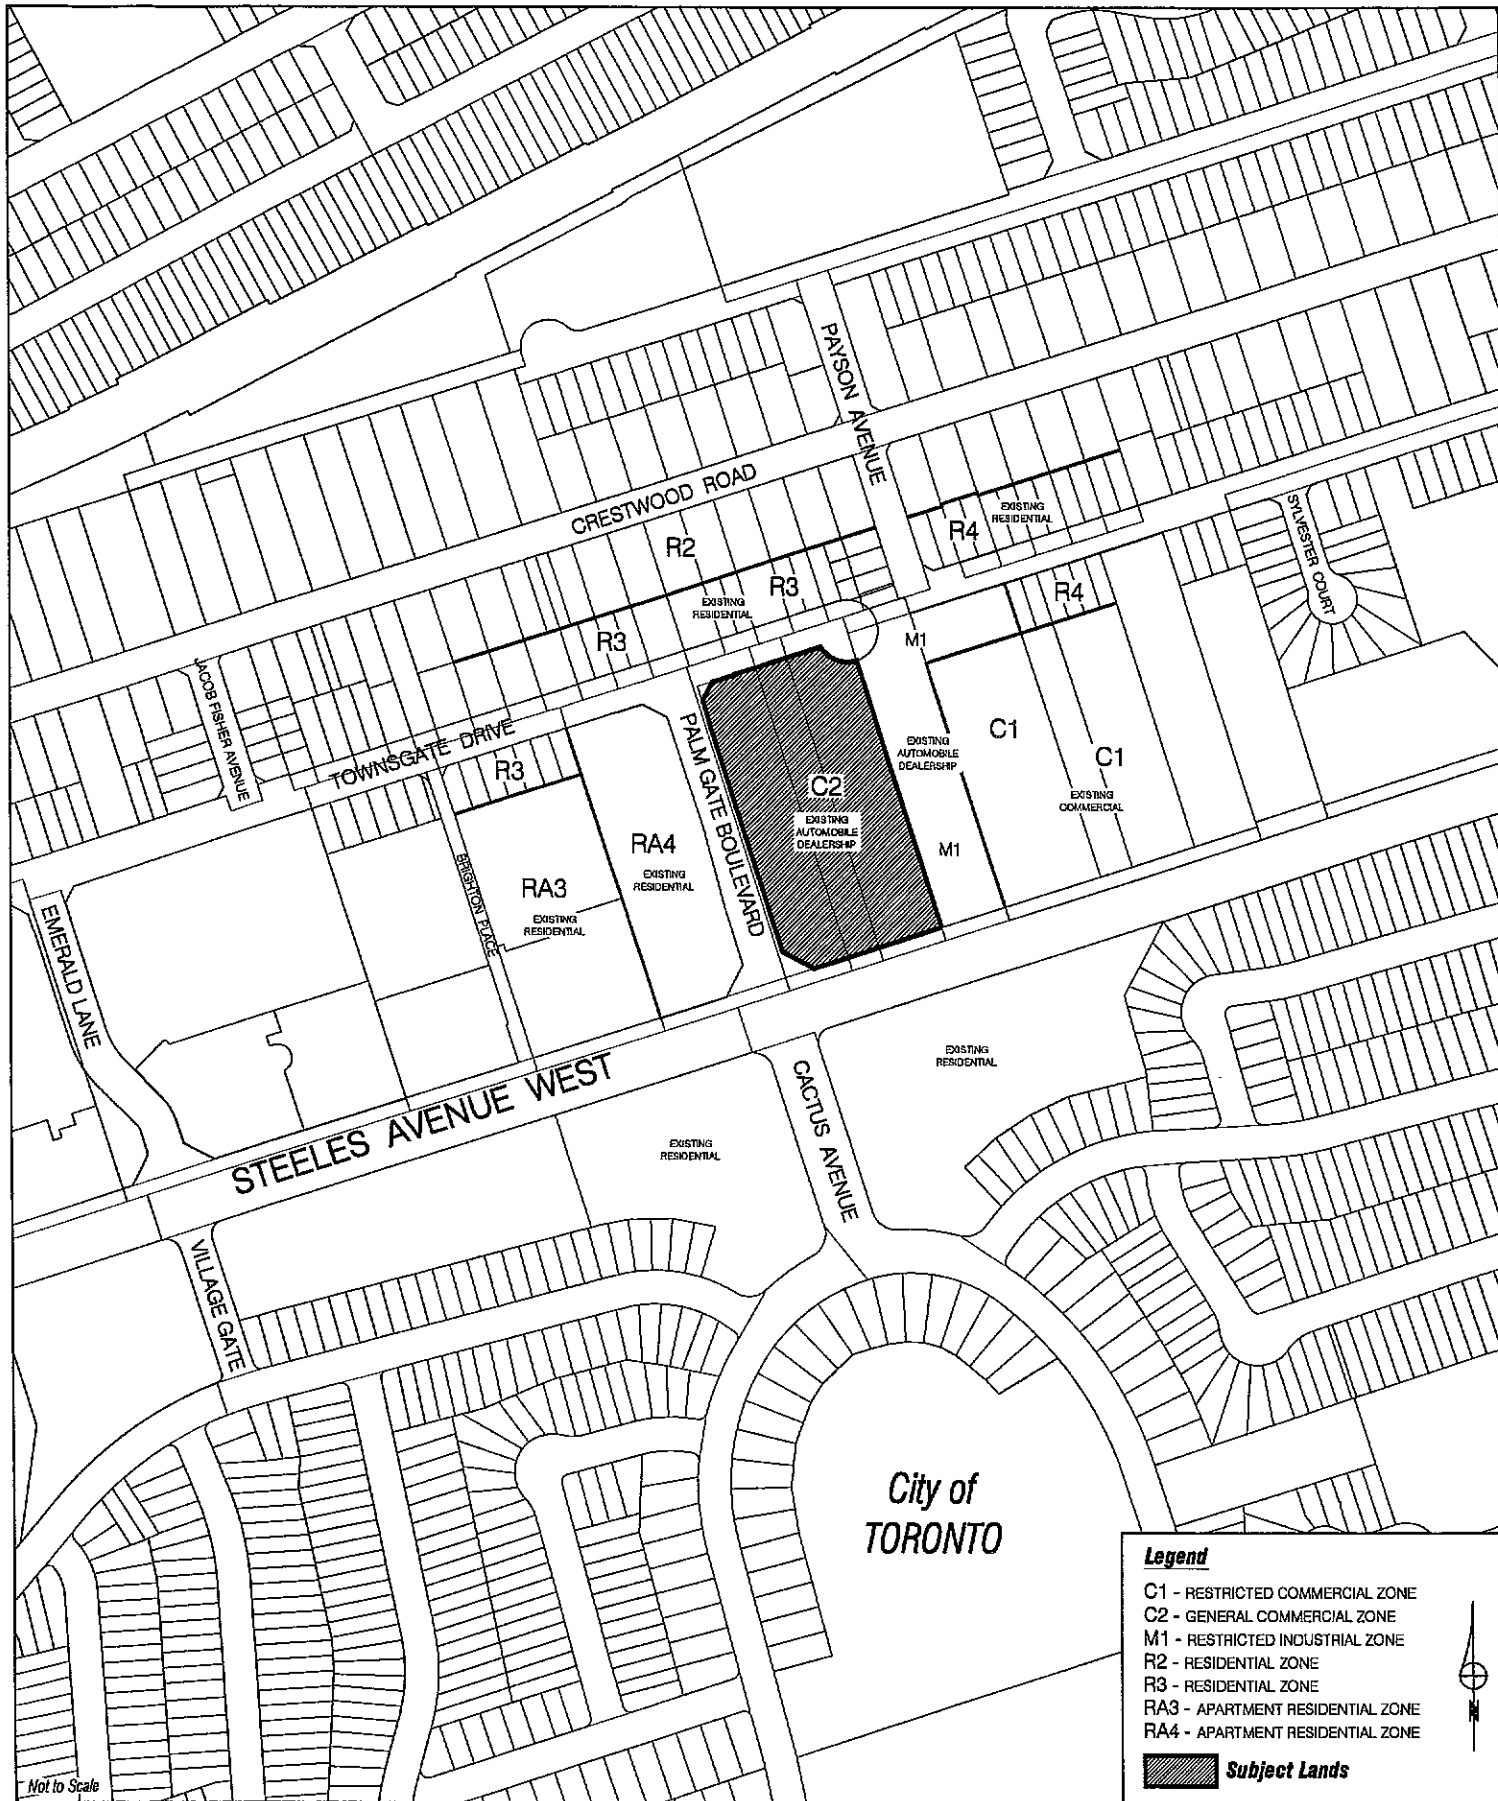 PAYSON AVENUE
CRESTWOOD ROAD
R2
R4
EXISTING
RESIDENTIAL
SYLVESTER COURT
R3
EXISTING
RESIDENTIAL
R4
R3
M1
JACOB FISHER AVENUE
TOWNSGATE DRIVE
R3
PALM GATE BOULEVARD
C2
EXISTING
AUTOMOBILE
DEALERSHIP
EXISTING
AUTOMOBILE
DEALERSHIP
C1
C1
EXISTING
COMMERCIAL
M1
RA4
EXISTING
RESIDENTIAL
RA3
EXISTING
RESIDENTIAL
BRIGHTON PLACE
EMERALD LANE
STEELES AVENUE WEST
EXISTING
RESIDENTIAL
EXISTING
RESIDENTIAL
CACTUS AVENUE
VILLAGE GATE
City of
TORONTO
Legend
C1 - RESTRICTED COMMERCIAL ZONE
C2 - GENERAL COMMERCIAL ZONE
M1 - RESTRICTED INDUSTRIAL ZONE
R2 - RESIDENTIAL ZONE
R3 - RESIDENTIAL ZONE
RA3 - APARTMENT RESIDENTIAL ZONE
RA4 - APARTMENT RESIDENTIAL ZONE
Subject Lands
N
Not to Scale